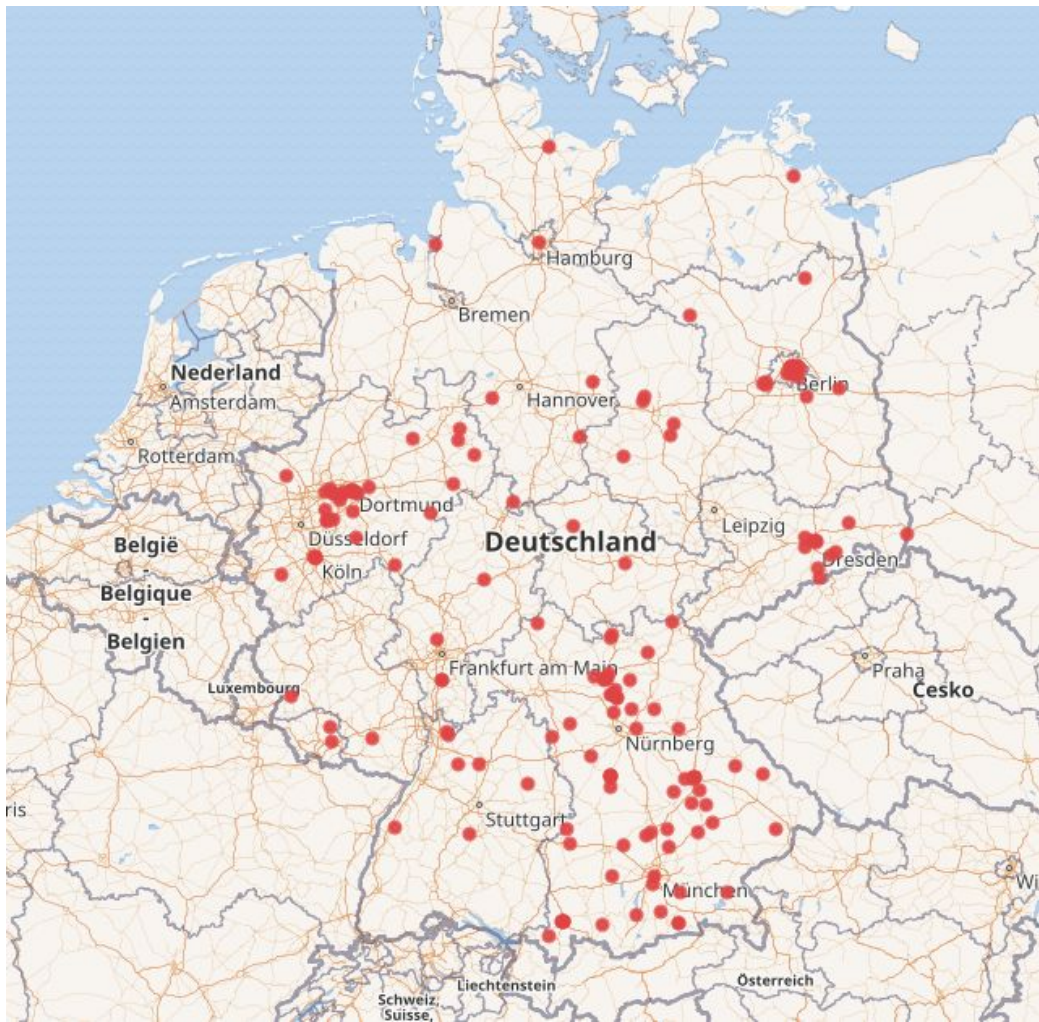 Hamburg
Bremen
Nederland
Amsterdam
Hannover
Berlin
Rotterdam
Dortmund
Leipzig
Düsseldorf
Deutschland
België
-
Belgique
-
Belgien
Köln
Dresden
Frankfurt am Main
Praha
Luxembourg
Česko
Nürnberg
ris
Stuttgart
München
Wi
Liechtenstein
Österreich
Schweiz,
Suisse,